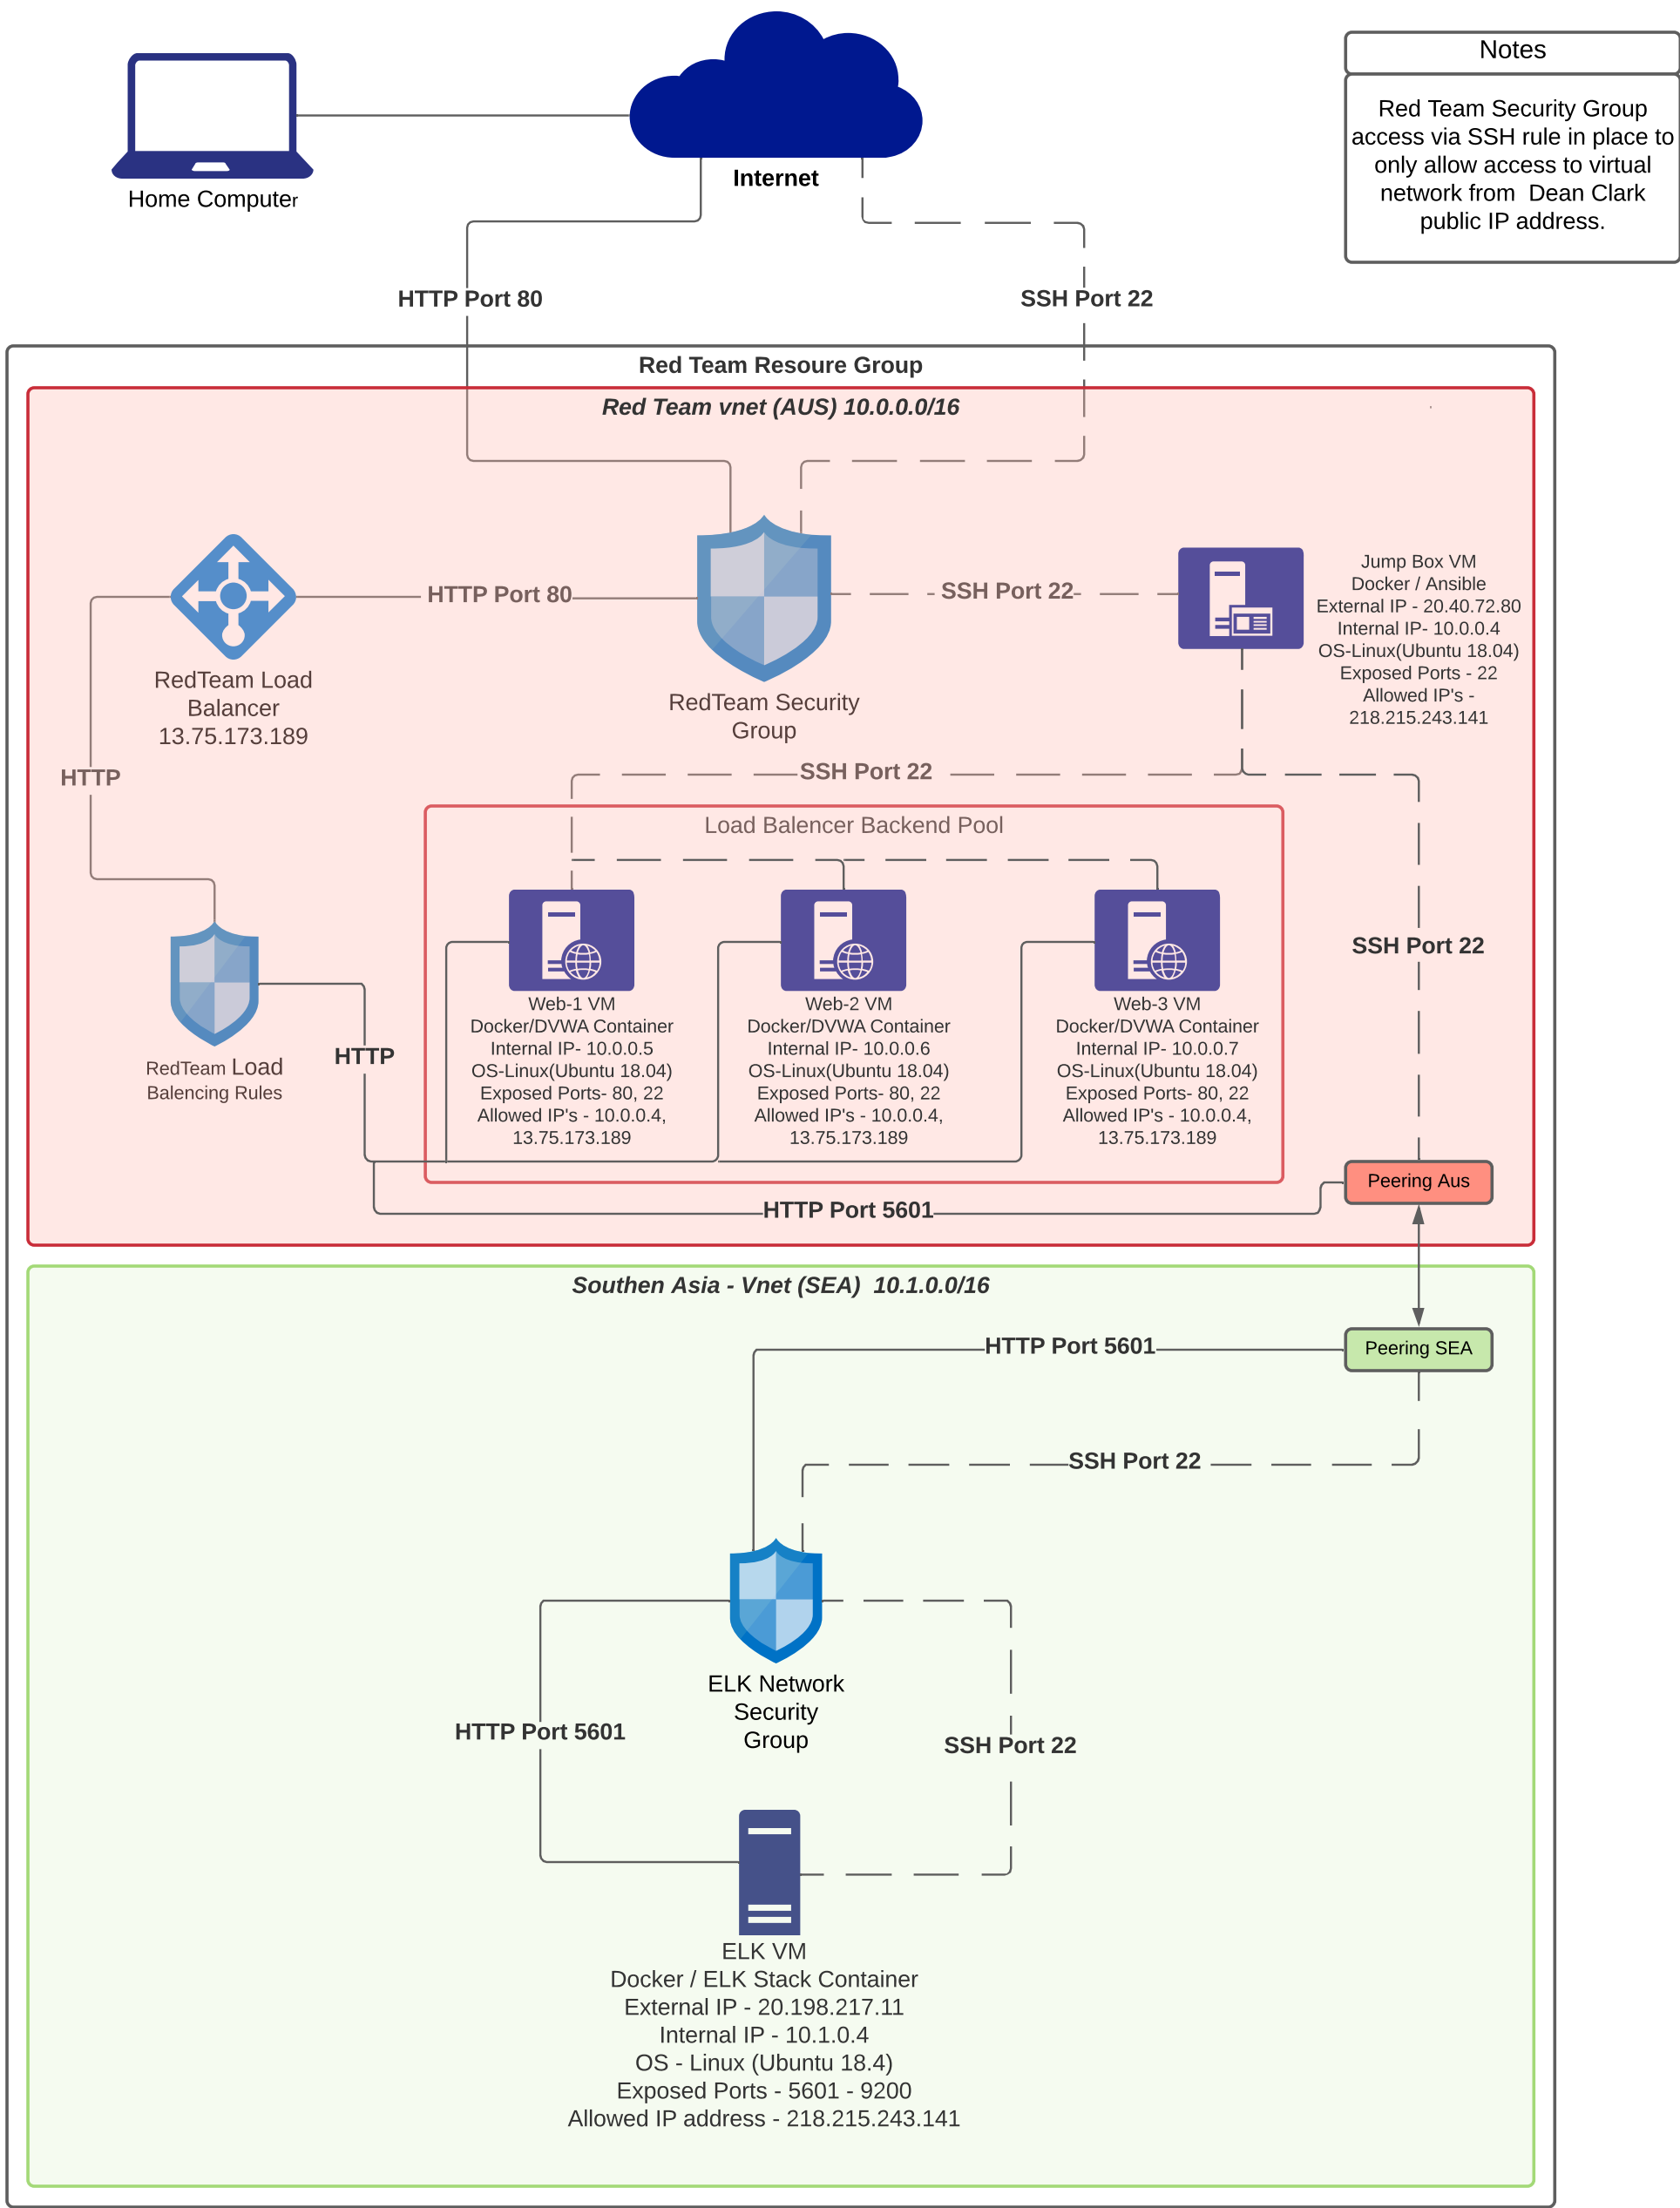 Notes
Red Team Security Group
access via SSH rule in place to
only allow access to virtual
network from  Dean Clark
public IP address.
Internet
Home Computer
HTTP Port 80
SSH Port 22
Red Team Resoure Group
Red Team vnet (AUS) 10.0.0.0/16
HTTP Port 80
SSH Port 22
Jump Box VM
Docker / Ansible
External IP - 20.40.72.80
Internal IP- 10.0.0.4
OS-Linux(Ubuntu 18.04)
Exposed Ports - 22
Allowed IP's -
218.215.243.141
RedTeam Load
Balancer
13.75.173.189
RedTeam Security
Group
HTTP
SSH Port 22
Load Balencer Backend Pool
SSH Port 22
Web-1 VM
Docker/DVWA Container
Internal IP- 10.0.0.5
OS-Linux(Ubuntu 18.04)
Exposed Ports- 80, 22
Allowed IP's - 10.0.0.4,
13.75.173.189
Web-2 VM
Docker/DVWA Container
Internal IP- 10.0.0.6
OS-Linux(Ubuntu 18.04)
Exposed Ports- 80, 22
Allowed IP's - 10.0.0.4,
13.75.173.189
Web-3 VM
Docker/DVWA Container
Internal IP- 10.0.0.7
OS-Linux(Ubuntu 18.04)
Exposed Ports- 80, 22
Allowed IP's - 10.0.0.4,
13.75.173.189
HTTP
RedTeam Load
Balencing Rules
Peering Aus
HTTP Port 5601
Southen Asia - Vnet (SEA)  10.1.0.0/16
HTTP Port 5601
Peering SEA
SSH Port 22
ELK Network
Security
Group
HTTP Port 5601
SSH Port 22
ELK VM
Docker / ELK Stack Container
External IP - 20.198.217.11
Internal IP - 10.1.0.4
OS - Linux (Ubuntu 18.4)
Exposed Ports - 5601 - 9200
Allowed IP address - 218.215.243.141